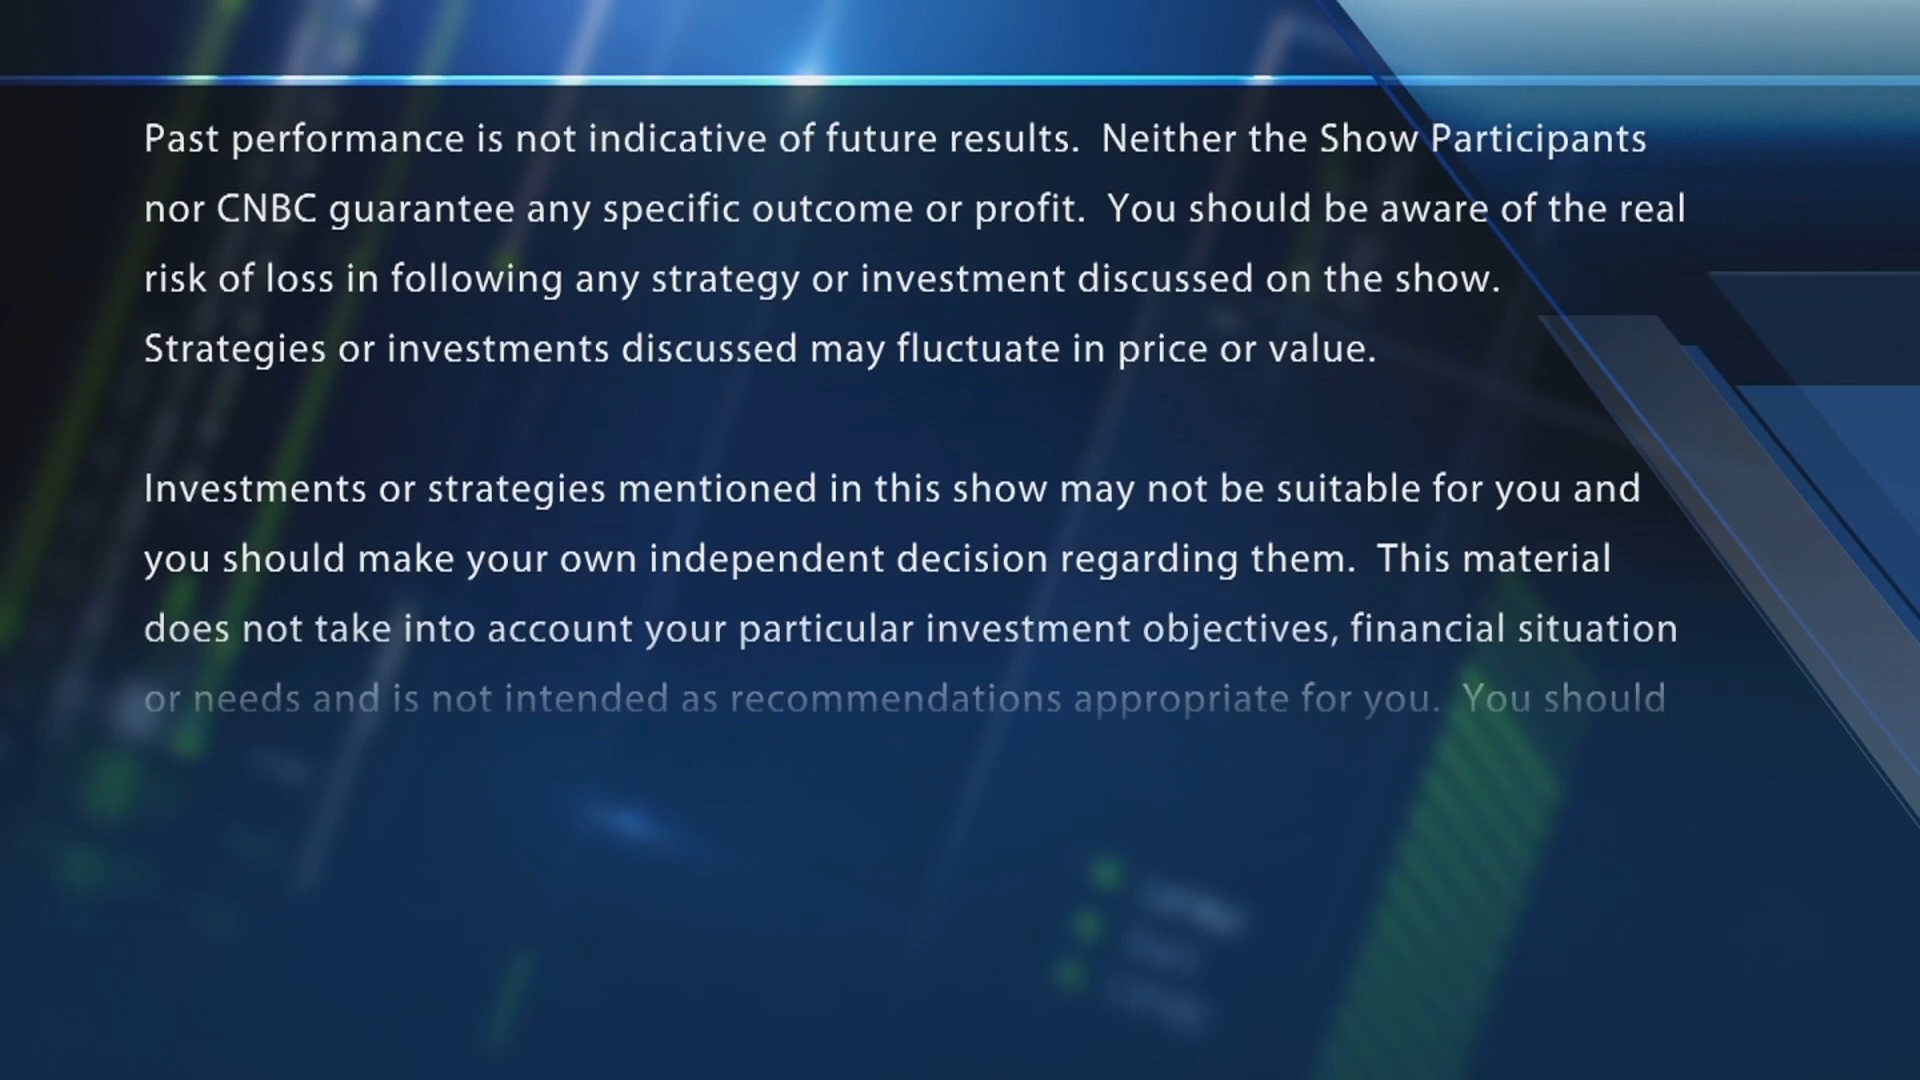 Past performance is not indicative of future results.  Neither the Show Participants
nor CNBC guarantee any specific outcome or profit.  You should be aware of the real
risk of loss in following any strategy or investment discussed on the show.
Strategies or investments discussed may fluctuate in price or value.
Investments or strategies mentioned in this show may not be suitable for you and
you should make your own independent decision regarding them.  This material
does not take into account your particular investment objectives, financial situation
or needs and is not intended as recommendations appropriate for you.  You should